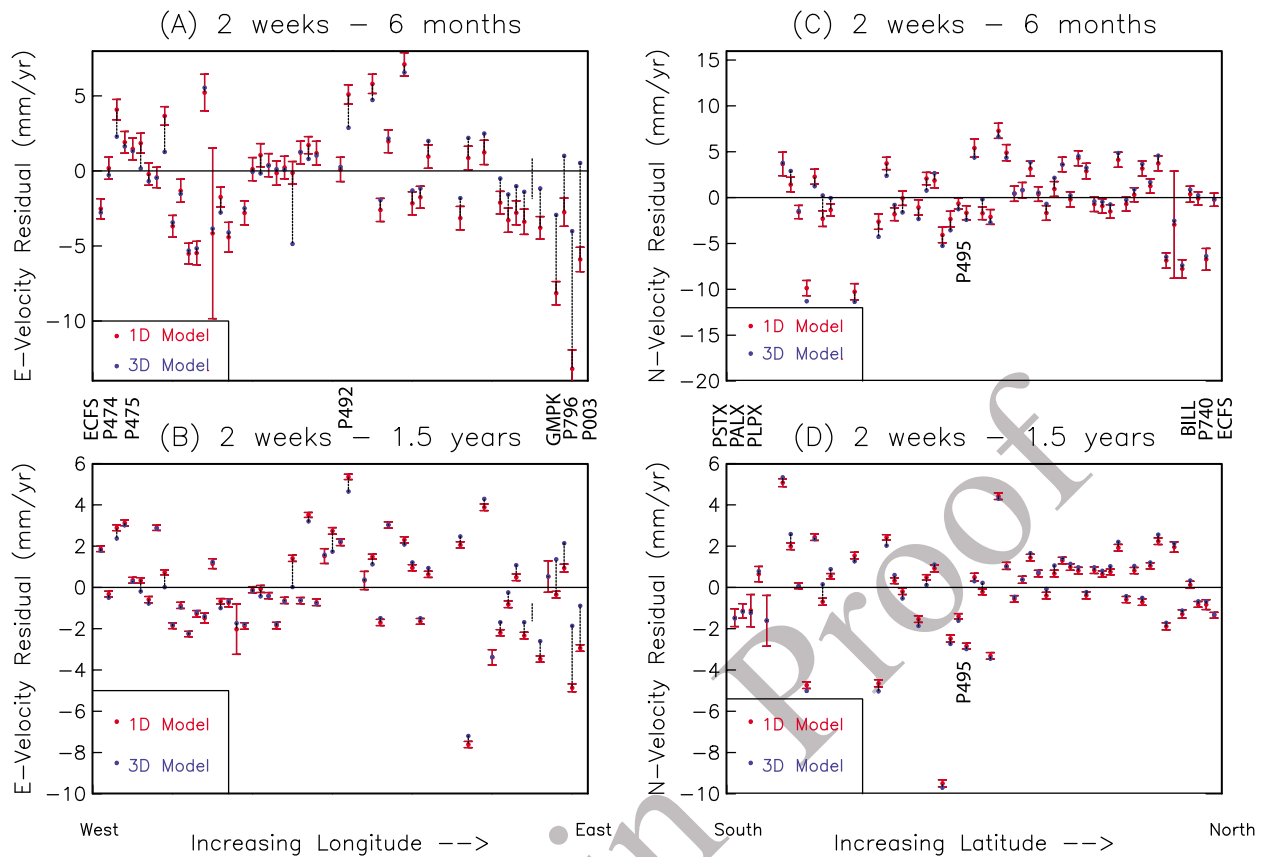 (A) 2 weeks − 6 months
E−Velocity Residual (mm/yr)
5
0
−5
−10
1D Model
3D Model
ECFS
P474
P475
P492
GMPK
P796
P003
(C) 2 weeks − 6 months
N−Velocity Residual (mm/yr)
15
10
5
0
−5
−10
−15
−20
P495
1D Model
3D Model
PSTX
PALX
PLPX
BILL
P740
ECFS
(B) 2 weeks − 1.5 years
E−Velocity Residual (mm/yr)
6
4
2
0
−2
−4
−6
−8
−10
1D Model
3D Model
West
East
Increasing Longitude −−>
(D) 2 weeks − 1.5 years
N−Velocity Residual (mm/yr)
6
4
2
0
−2
−4
−6
−8
−10
P495
1D Model
3D Model
South
North
Increasing Latitude −−>
in Proof